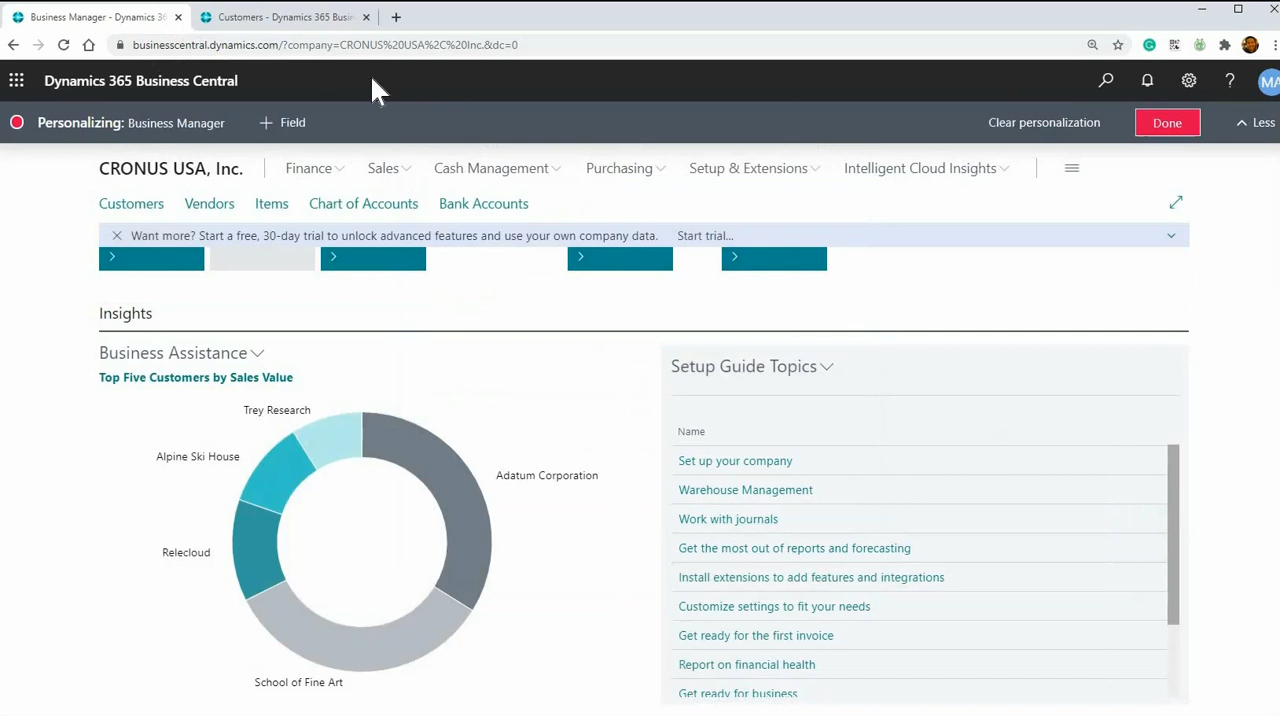 Business Manager - Dynamics 36
Customers - Dynamics 365 Busin
businesscentral.dynamics.com/?company=CRONUS%20USA%2C%20Inc.&dc=0
Dynamics 365 Business Central
MA
Personalizing: Business Manager
Field
Clear personalization
Done
Less
CRONUS USA, Inc.
Finance
Sales
Cash Management
Purchasing
Setup & Extensions
Intelligent Cloud Insights
Customers
Vendors
Items
Chart of Accounts
Bank Accounts
Want more? Start a free, 30-day trial to unlock advanced features and use your own company data.
Start trial...
Insights
Business Assistance
Top Five Customers by Sales Value
Trey Research
Alpine Ski House
Adatum Corporation
Relecloud
School of Fine Art
Setup Guide Topics
Name
Set up your company
Warehouse Management
Work with journals
Get the most out of reports and forecasting
Install extensions to add features and integrations
Customize settings to fit your needs
Get ready for the first invoice
Report on financial health
Get ready for business